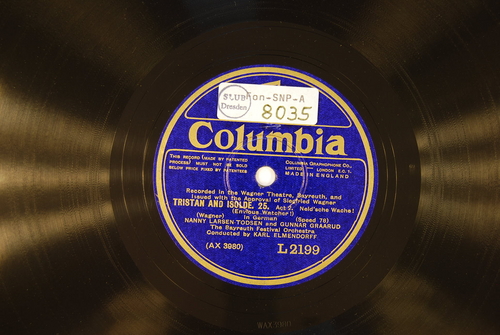 SLUB
Dresden
on-SNP-A
8035
Columbia
THIS RECORD MADE BY PATENTED
PROCESS MUST NOT BE SOLD
BELOW PRICE FIXED BY PATENTEES
COLUMBIA GRAPHOPHONE CO.,
LIMITED LONDON E.C.1.
MADE IN ENGLAND
Recorded in the Wagner Theatre, Bayreuth, and
issued with the Approval of Siegfried Wagner
TRISTAN AND ISOLDE. 25. Act 2. Neid'sche Wache!
(Envious Watcher!)
(Wagner) In German (Speed 78)
NANNY LARSEN-TODSEN and GUNNAR GRAARUD
The Bayreuth Festival Orchestra
Conducted by KARL ELMENDORFF
(AX 3980) L2199